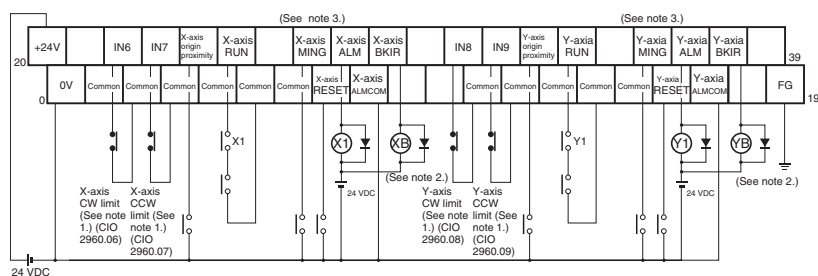 (See note 3.) (See note 3.)
+24V IN6 IN7 X-axis origin proximity X-axis RUN X-axis MING X-axis ALM X-axis BKIR IN8 IN9 Y-axis origin proximity Y-axis RUN Y-axis MING Y-axia ALM Y-axia BKIR
20 39
0V Common Common Common Common Common Common X-axis RESET X-axis ALMCOM Common Common Common Common Common Common Y-axia RESET Y-axia ALMCOM FG
0 19
X1 X1 XB Y1 Y1 YB
(See note 2.) (See note 2.)
24 VDC 24 VDC
X-axis CW limit (See note 1.) (CIO 2960.06)
X-axis CCW limit (See note 1.) (CIO 2960.07)
Y-axis CW limit (See note 1.) (CIO 2960.08)
Y-axis CCW limit (See note 1.) (CIO 2960.09)
24 VDC